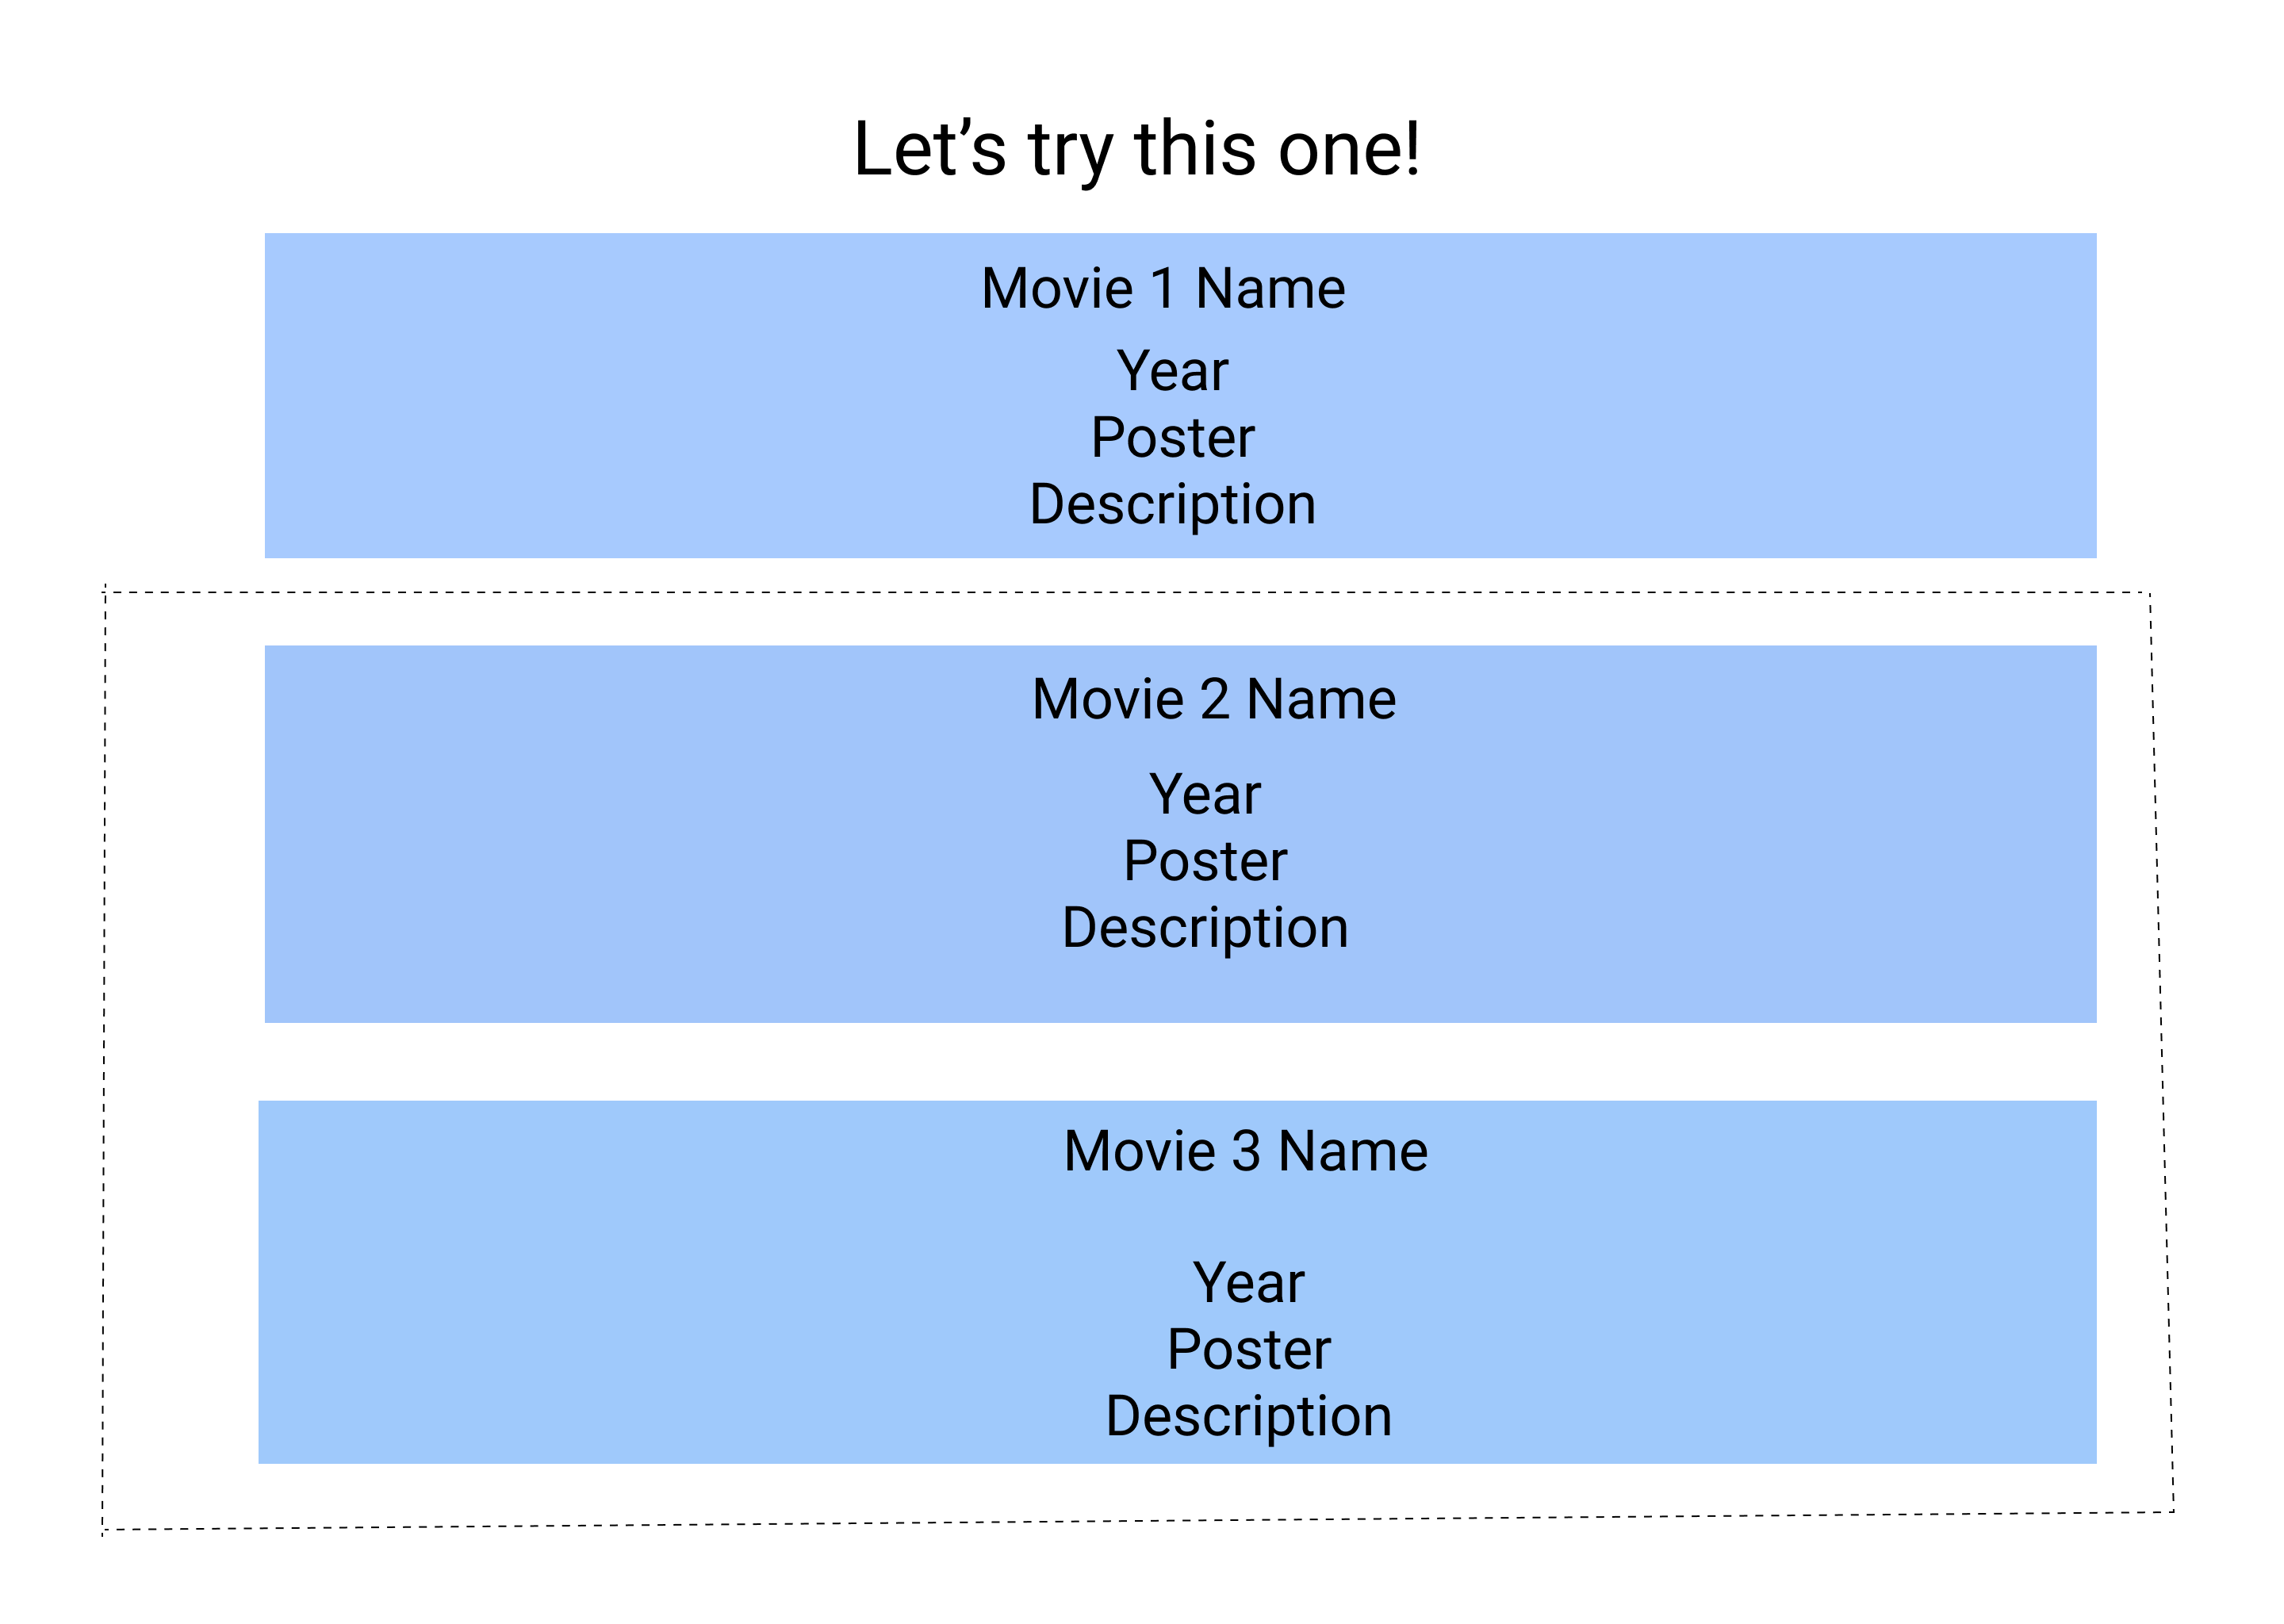 Let’s try this one!
Movie 1 Name
Year
Poster
Description
Movie 2 Name
Year
Poster
Description
Movie 3 Name
Year
Poster
Description